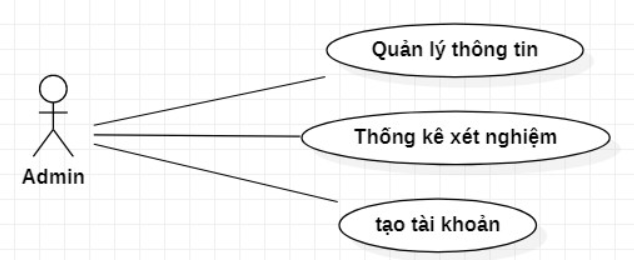 Quản lý thông tin
Thống kê xét nghiệm
Admin
tạo tài khoản